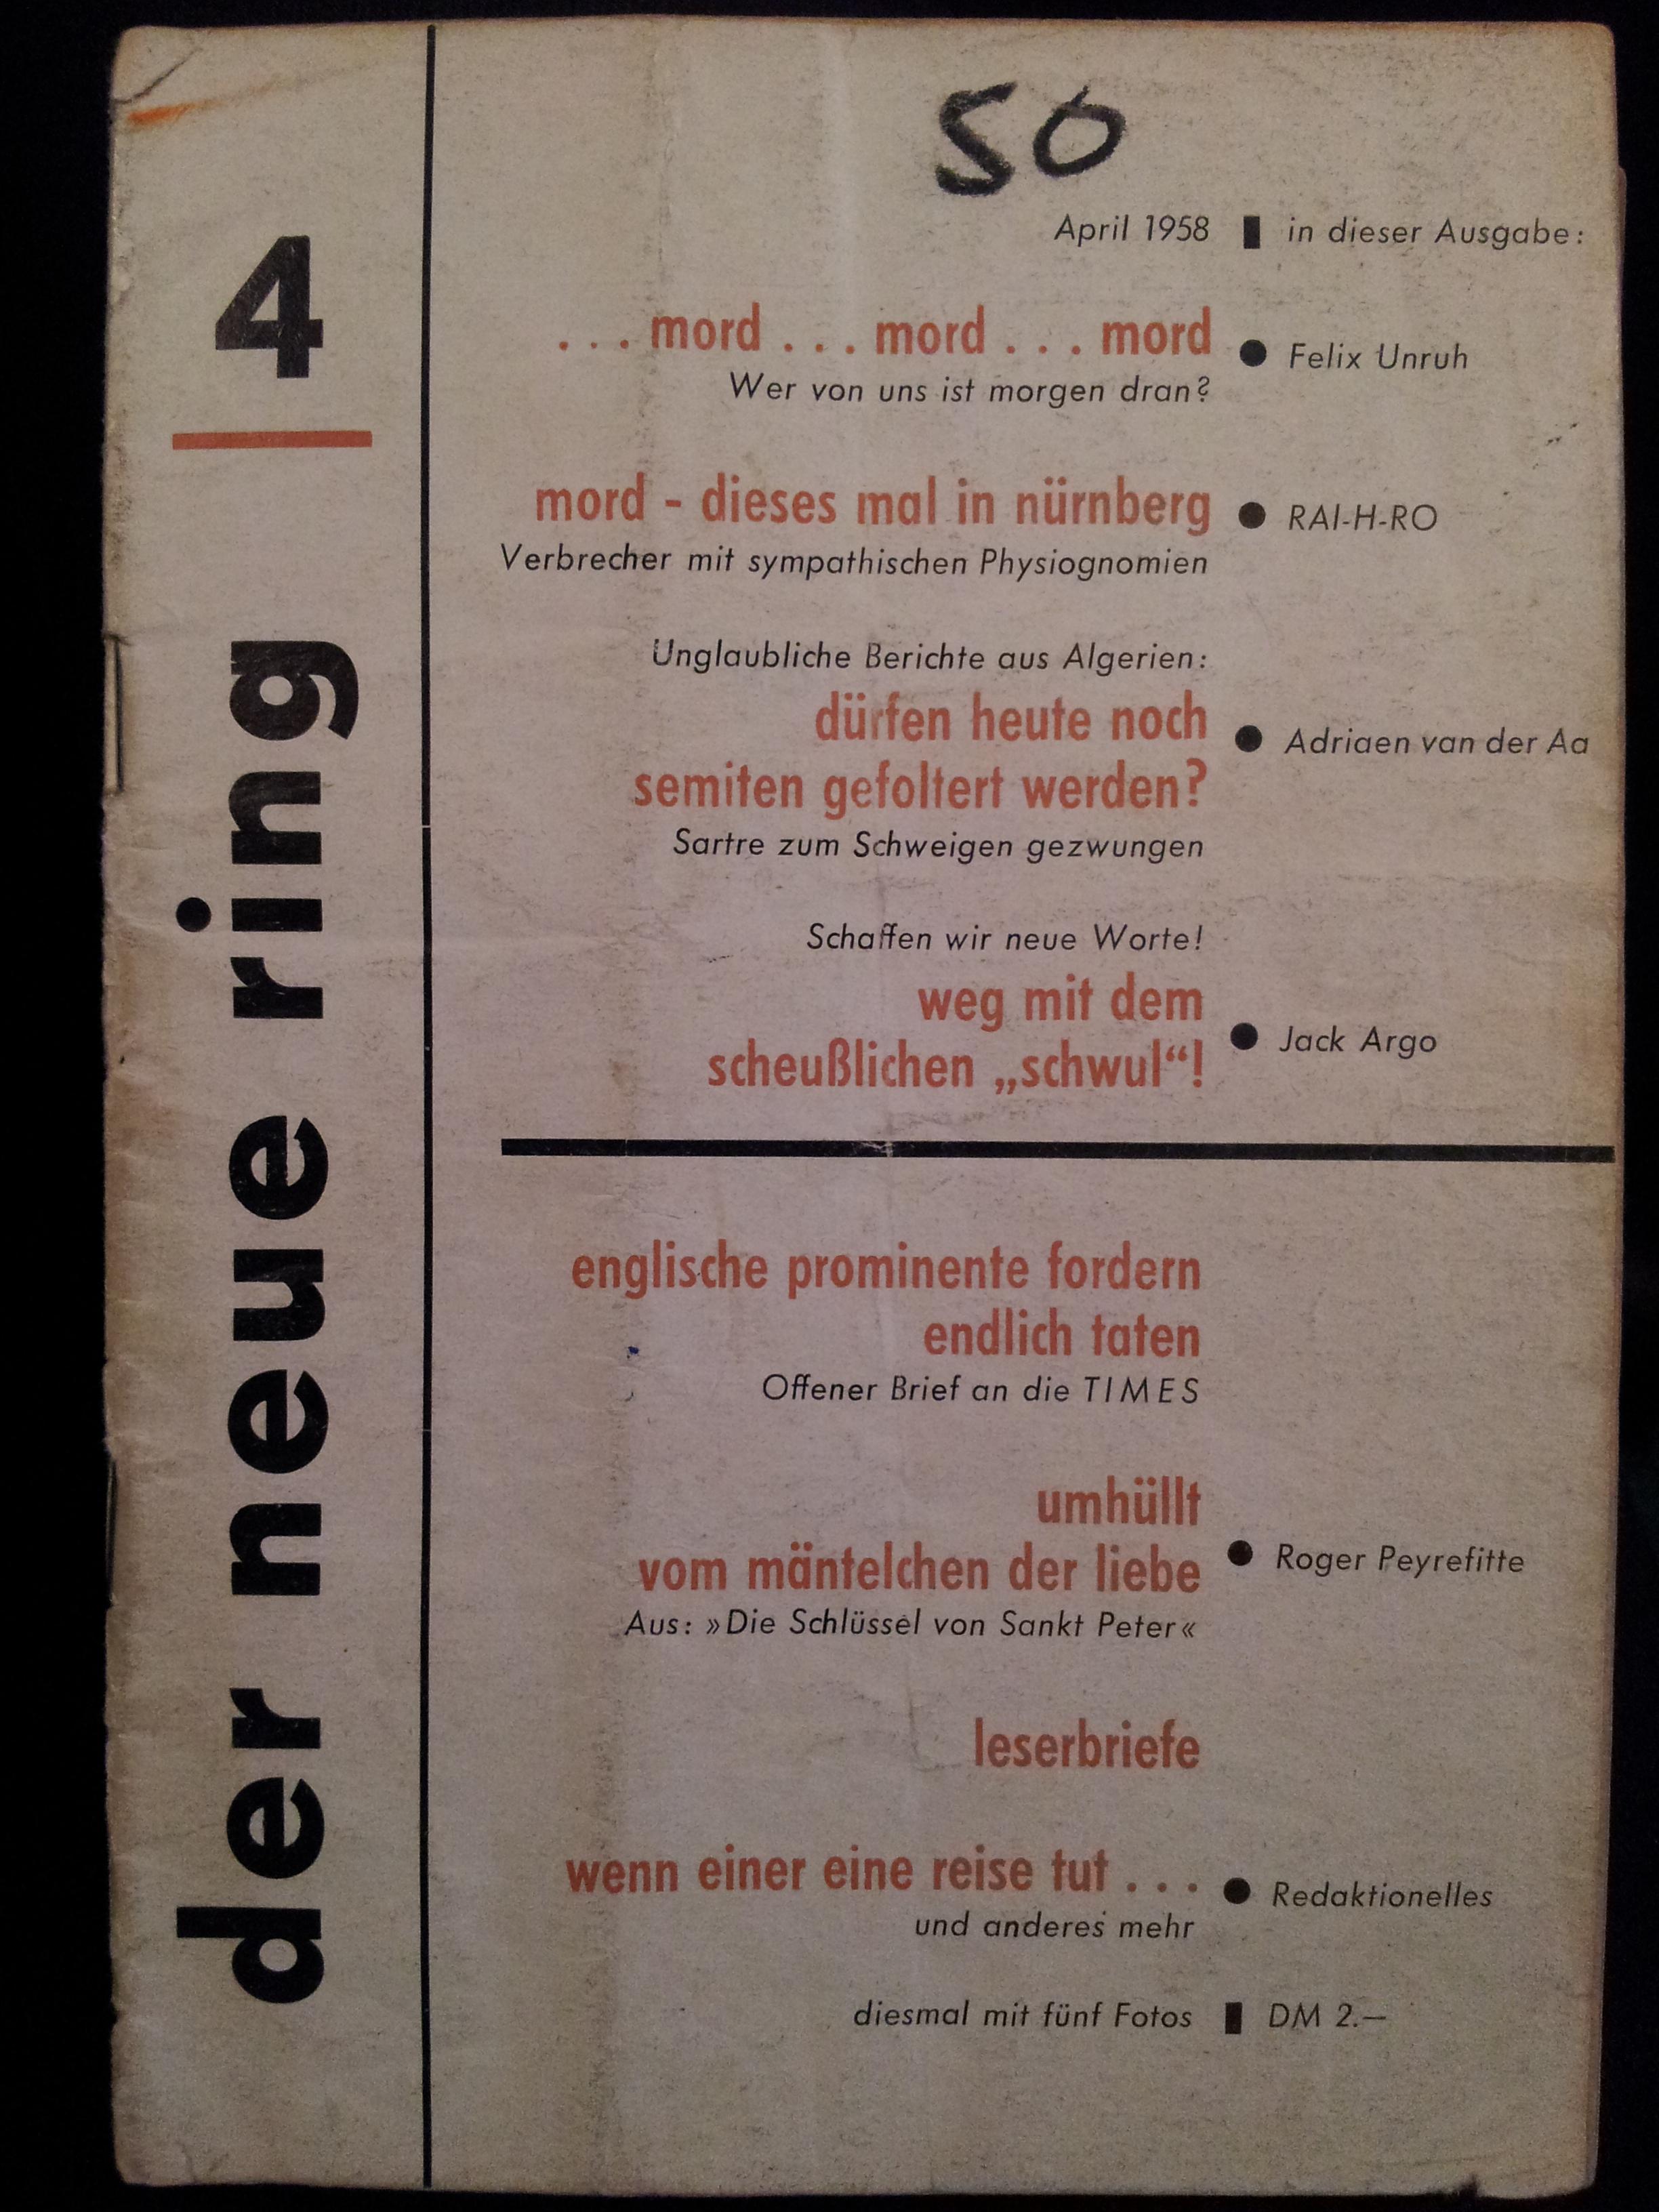 50
4
der neue ring
April 1958 in dieser Ausgabe:
. . . mord . . . mord . . . mord ● Felix Unruh
Wer von uns ist morgen dran?
mord - dieses mal in nürnberg ● RAI-H-RO
Verbrecher mit sympathischen Physiognomien
Unglaubliche Berichte aus Algerien:
dürfen heute noch
semiten gefoltert werden? ● Adriaen van der Aa
Sartre zum Schweigen gezwungen
Schaffen wir neue Worte!
weg mit dem
scheußlichen „schwul“! ● Jack Argo
englische prominente fordern
endlich taten
Offener Brief an die TIMES
umhüllt
vom mäntelchen der liebe ● Roger Peyrefitte
Aus: »Die Schlüssel von Sankt Peter«
leserbriefe
wenn einer eine reise tut . . . ● Redaktionelles
und anderes mehr
diesmal mit fünf Fotos DM 2.—